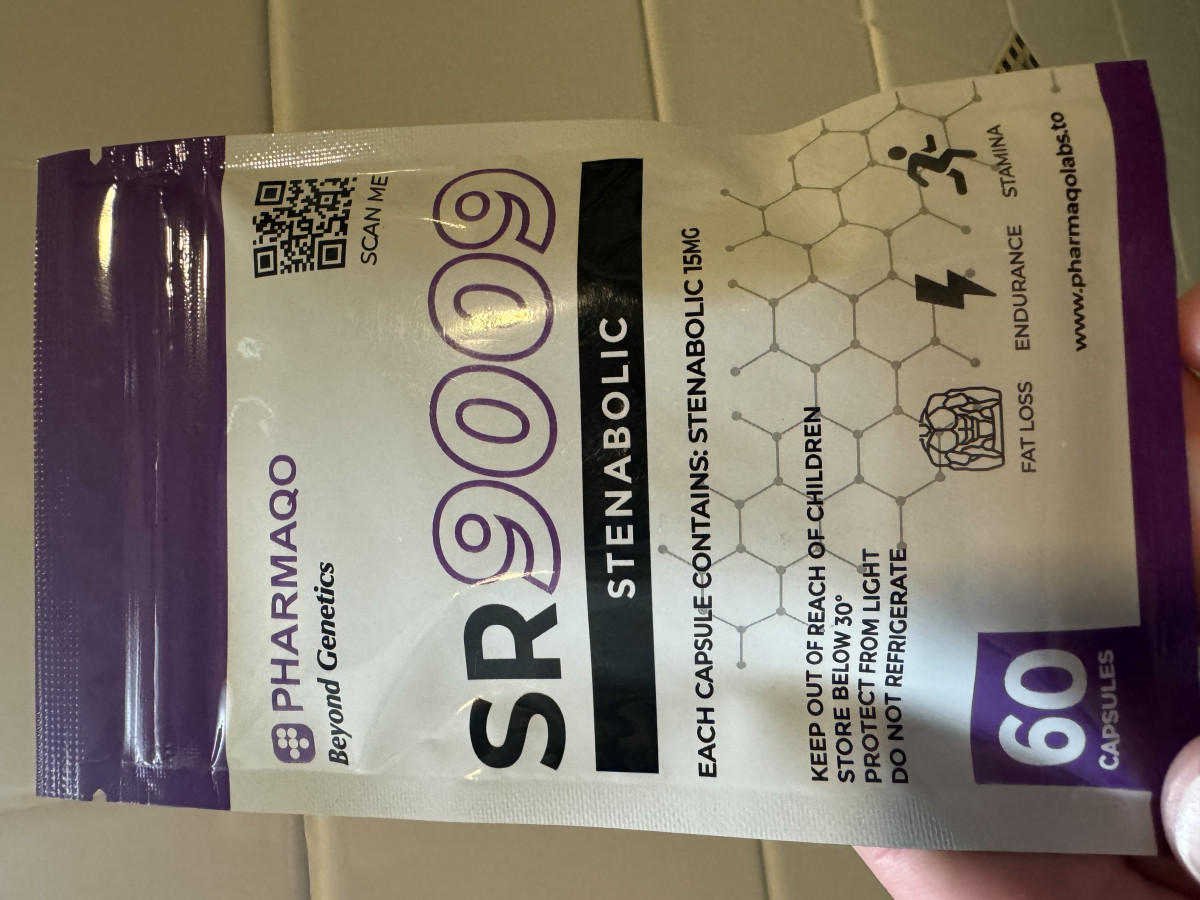 PHARMAQO
Beyond Genetics
SCAN ME
SR9009
STENABOLIC
EACH CAPSULE CONTAINS: STENABOLIC 15MG
KEEP OUT OF REACH OF CHILDREN
STORE BELOW 30°
PROTECT FROM LIGHT
DO NOT REFRIGERATE
60
CAPSULES
FAT LOSS
ENDURANCE
STAMINA
www.pharmaqolabs.to